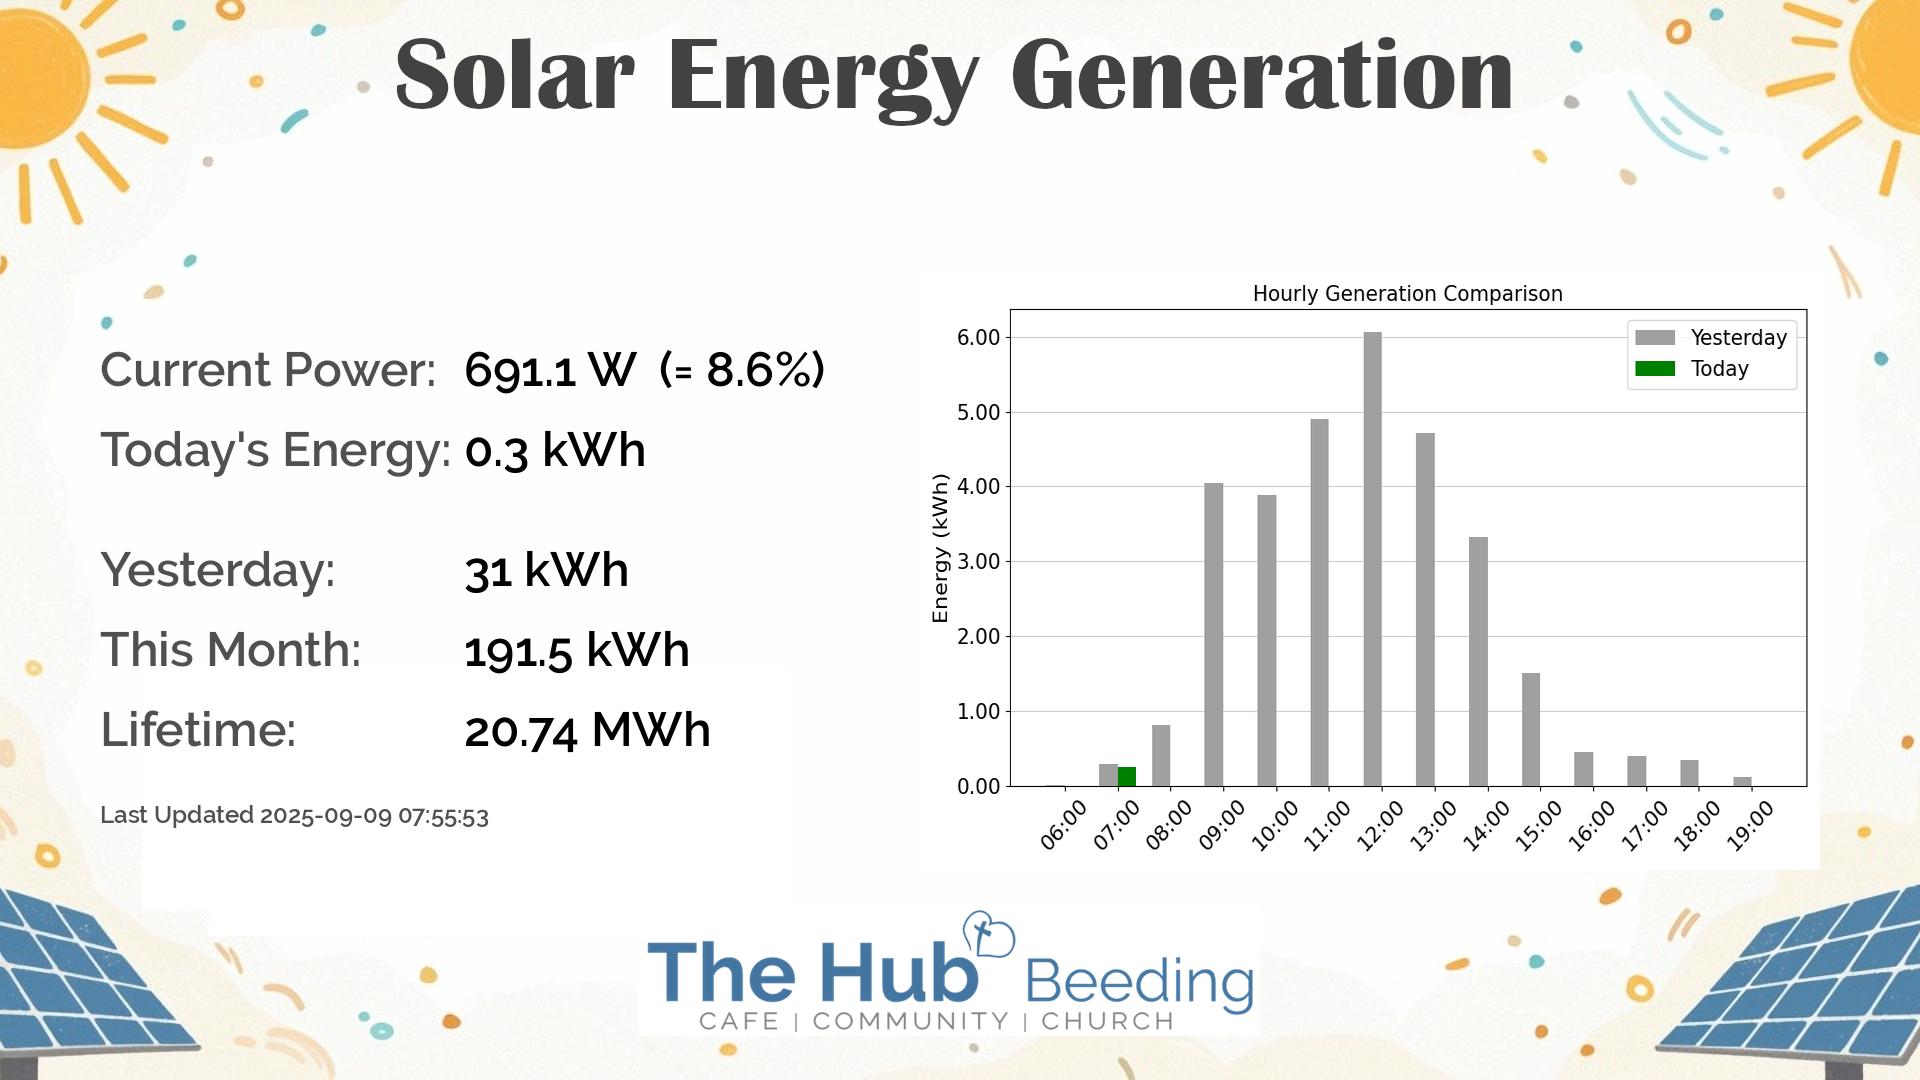 Solar Energy Generation
Current Power: 691.1 W (= 8.6%)
Today's Energy: 0.3 kWh
Yesterday: 31 kWh
This Month: 191.5 kWh
Lifetime: 20.74 MWh
Last Updated 2025-09-09 07:55:53
Hourly Generation Comparison
Yesterday
Today
Energy (kWh)
6.00
5.00
4.00
3.00
2.00
1.00
0.00
06:00 07:00 08:00 09:00 10:00 11:00 12:00 13:00 14:00 15:00 16:00 17:00 18:00 19:00
The Hub Beeding
CAFE | COMMUNITY | CHURCH